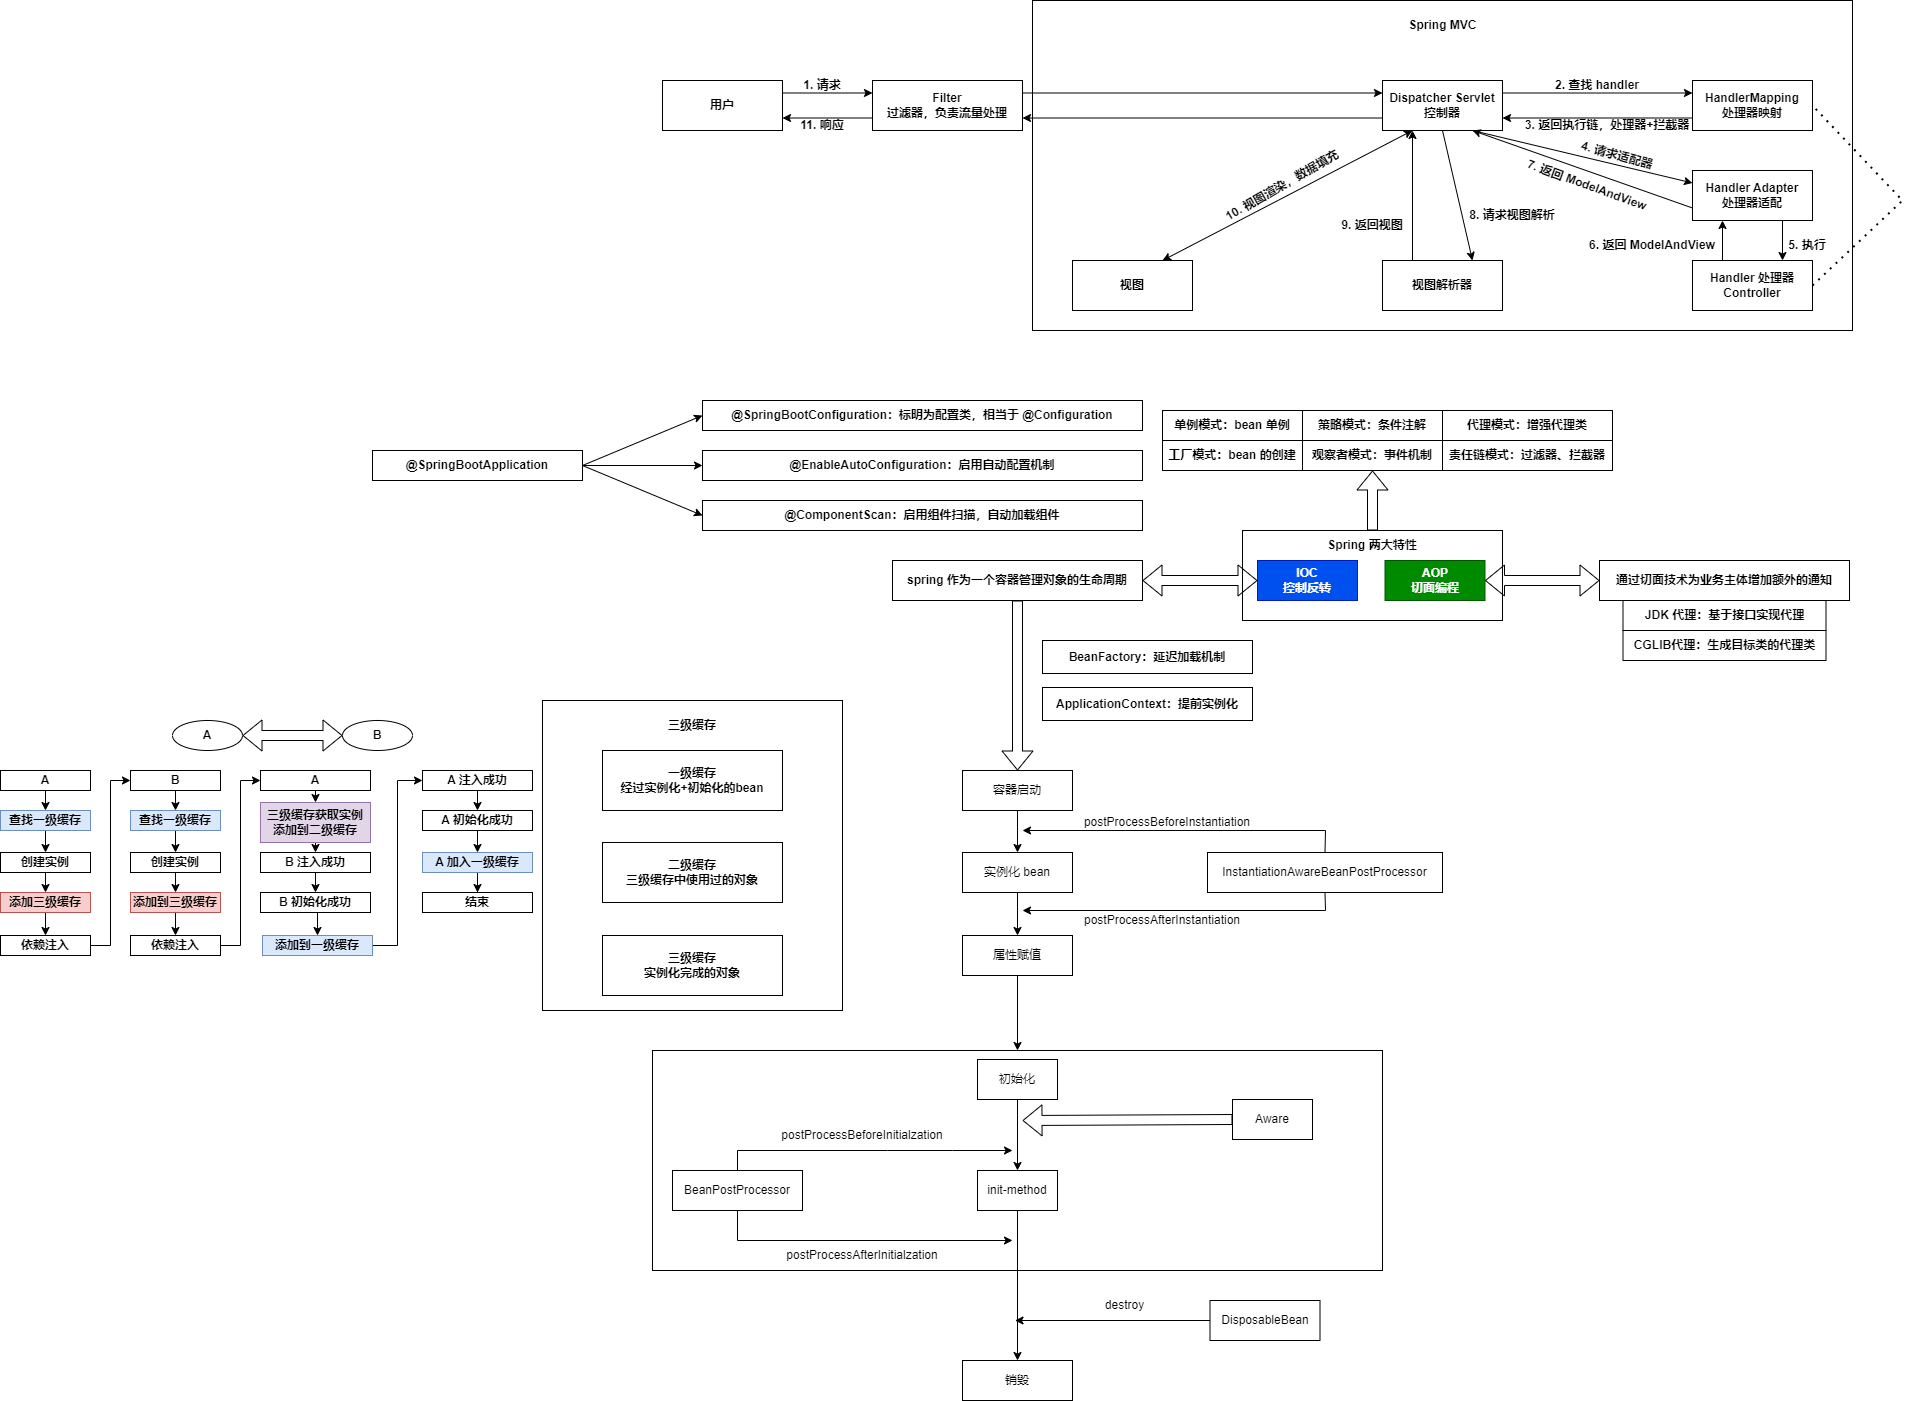 Spring MVC
用户
1. 请求
11. 响应
Filter
过滤器，负责流量处理
Dispatcher Servlet
控制器
2. 查找 handler
3. 返回执行链，处理器+拦截器
HandlerMapping
处理器映射
4. 请求适配器
7. 返回 ModelAndView
Handler Adapter
处理器适配
10. 视图渲染，数据填充
9. 返回视图
8. 请求视图解析
6. 返回 ModelAndView
5. 执行
视图
视图解析器
Handler 处理器
Controller
@SpringBootApplication
@SpringBootConfiguration：标明为配置类，相当于 @Configuration
@EnableAutoConfiguration：启用自动配置机制
@ComponentScan：启用组件扫描，自动加载组件
单例模式：bean 单例
策略模式：条件注解
代理模式：增强代理类
工厂模式：bean 的创建
观察者模式：事件机制
责任链模式：过滤器、拦截器
Spring 两大特性
IOC
控制反转
AOP
切面编程
spring 作为一个容器管理对象的生命周期
通过切面技术为业务主体增加额外的通知
JDK 代理：基于接口实现代理
CGLIB代理：生成目标类的代理类
BeanFactory：延迟加载机制
ApplicationContext：提前实例化
A
B
A
查找一级缓存
创建实例
添加三级缓存
依赖注入
B
查找一级缓存
创建实例
添加到三级缓存
依赖注入
A
三级缓存获取实例
添加到二级缓存
B 注入成功
B 初始化成功
添加到一级缓存
A 注入成功
A 初始化成功
A 加入一级缓存
结束
三级缓存
一级缓存
经过实例化+初始化的bean
二级缓存
三级缓存中使用过的对象
三级缓存
实例化完成的对象
容器启动
postProcessBeforeInstantiation
实例化 bean
InstantiationAwareBeanPostProcessor
postProcessAfterInstantiation
属性赋值
初始化
Aware
postProcessBeforeInitialzation
BeanPostProcessor
init-method
postProcessAfterInitialzation
destroy
DisposableBean
销毁